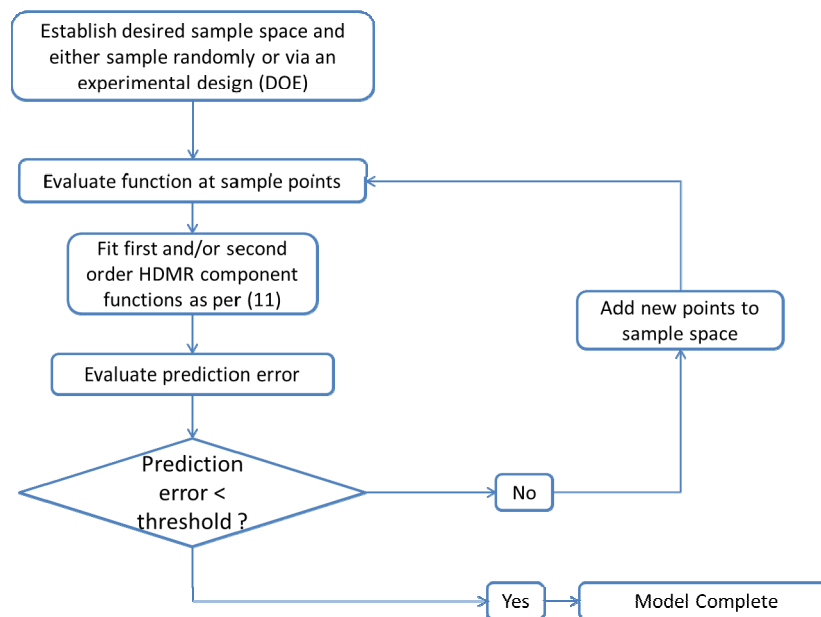 Establish desired sample space and
either sample randomly or via an
experimental design (DOE)
Evaluate function at sample points
Fit first and/or second
order HDMR component
functions as per (11)
Add new points to
sample space
Evaluate prediction error
Prediction
error <
threshold ?
No
Yes
Model Complete